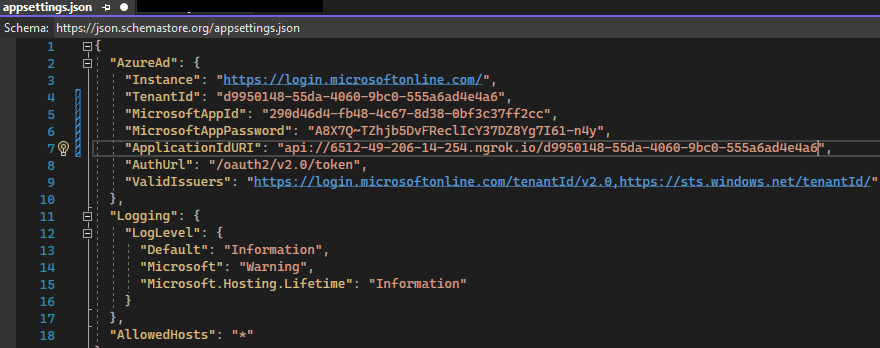 appsettings.json
Schema: https://json.schemastore.org/appsettings.json
1 {
2 "AzureAd": {
3 "Instance": "https://login.microsoftonline.com/",
4 "TenantId": "d9950148-55da-4060-9bc0-555a6ad4e4a6",
5 "MicrosoftAppId": "290d46d4-fb48-4c67-8d38-0bf3c37ff2cc",
6 "MicrosoftAppPassword": "A8X7Q~TZhjb5DvFReclIcY37DZ8Yg7I61-n4y",
7 "ApplicationIdURI": "api://6512-49-206-14-254.ngrok.io/d9950148-55da-4060-9bc0-555a6ad4e4a6",
8 "AuthUrl": "/oauth2/v2.0/token",
9 "ValidIssuers": "https://login.microsoftonline.com/tenantId/v2.0,https://sts.windows.net/tenantId/"
10 },
11 "Logging": {
12 "LogLevel": {
13 "Default": "Information",
14 "Microsoft": "Warning",
15 "Microsoft.Hosting.Lifetime": "Information"
16 }
17 },
18 "AllowedHosts": "*"